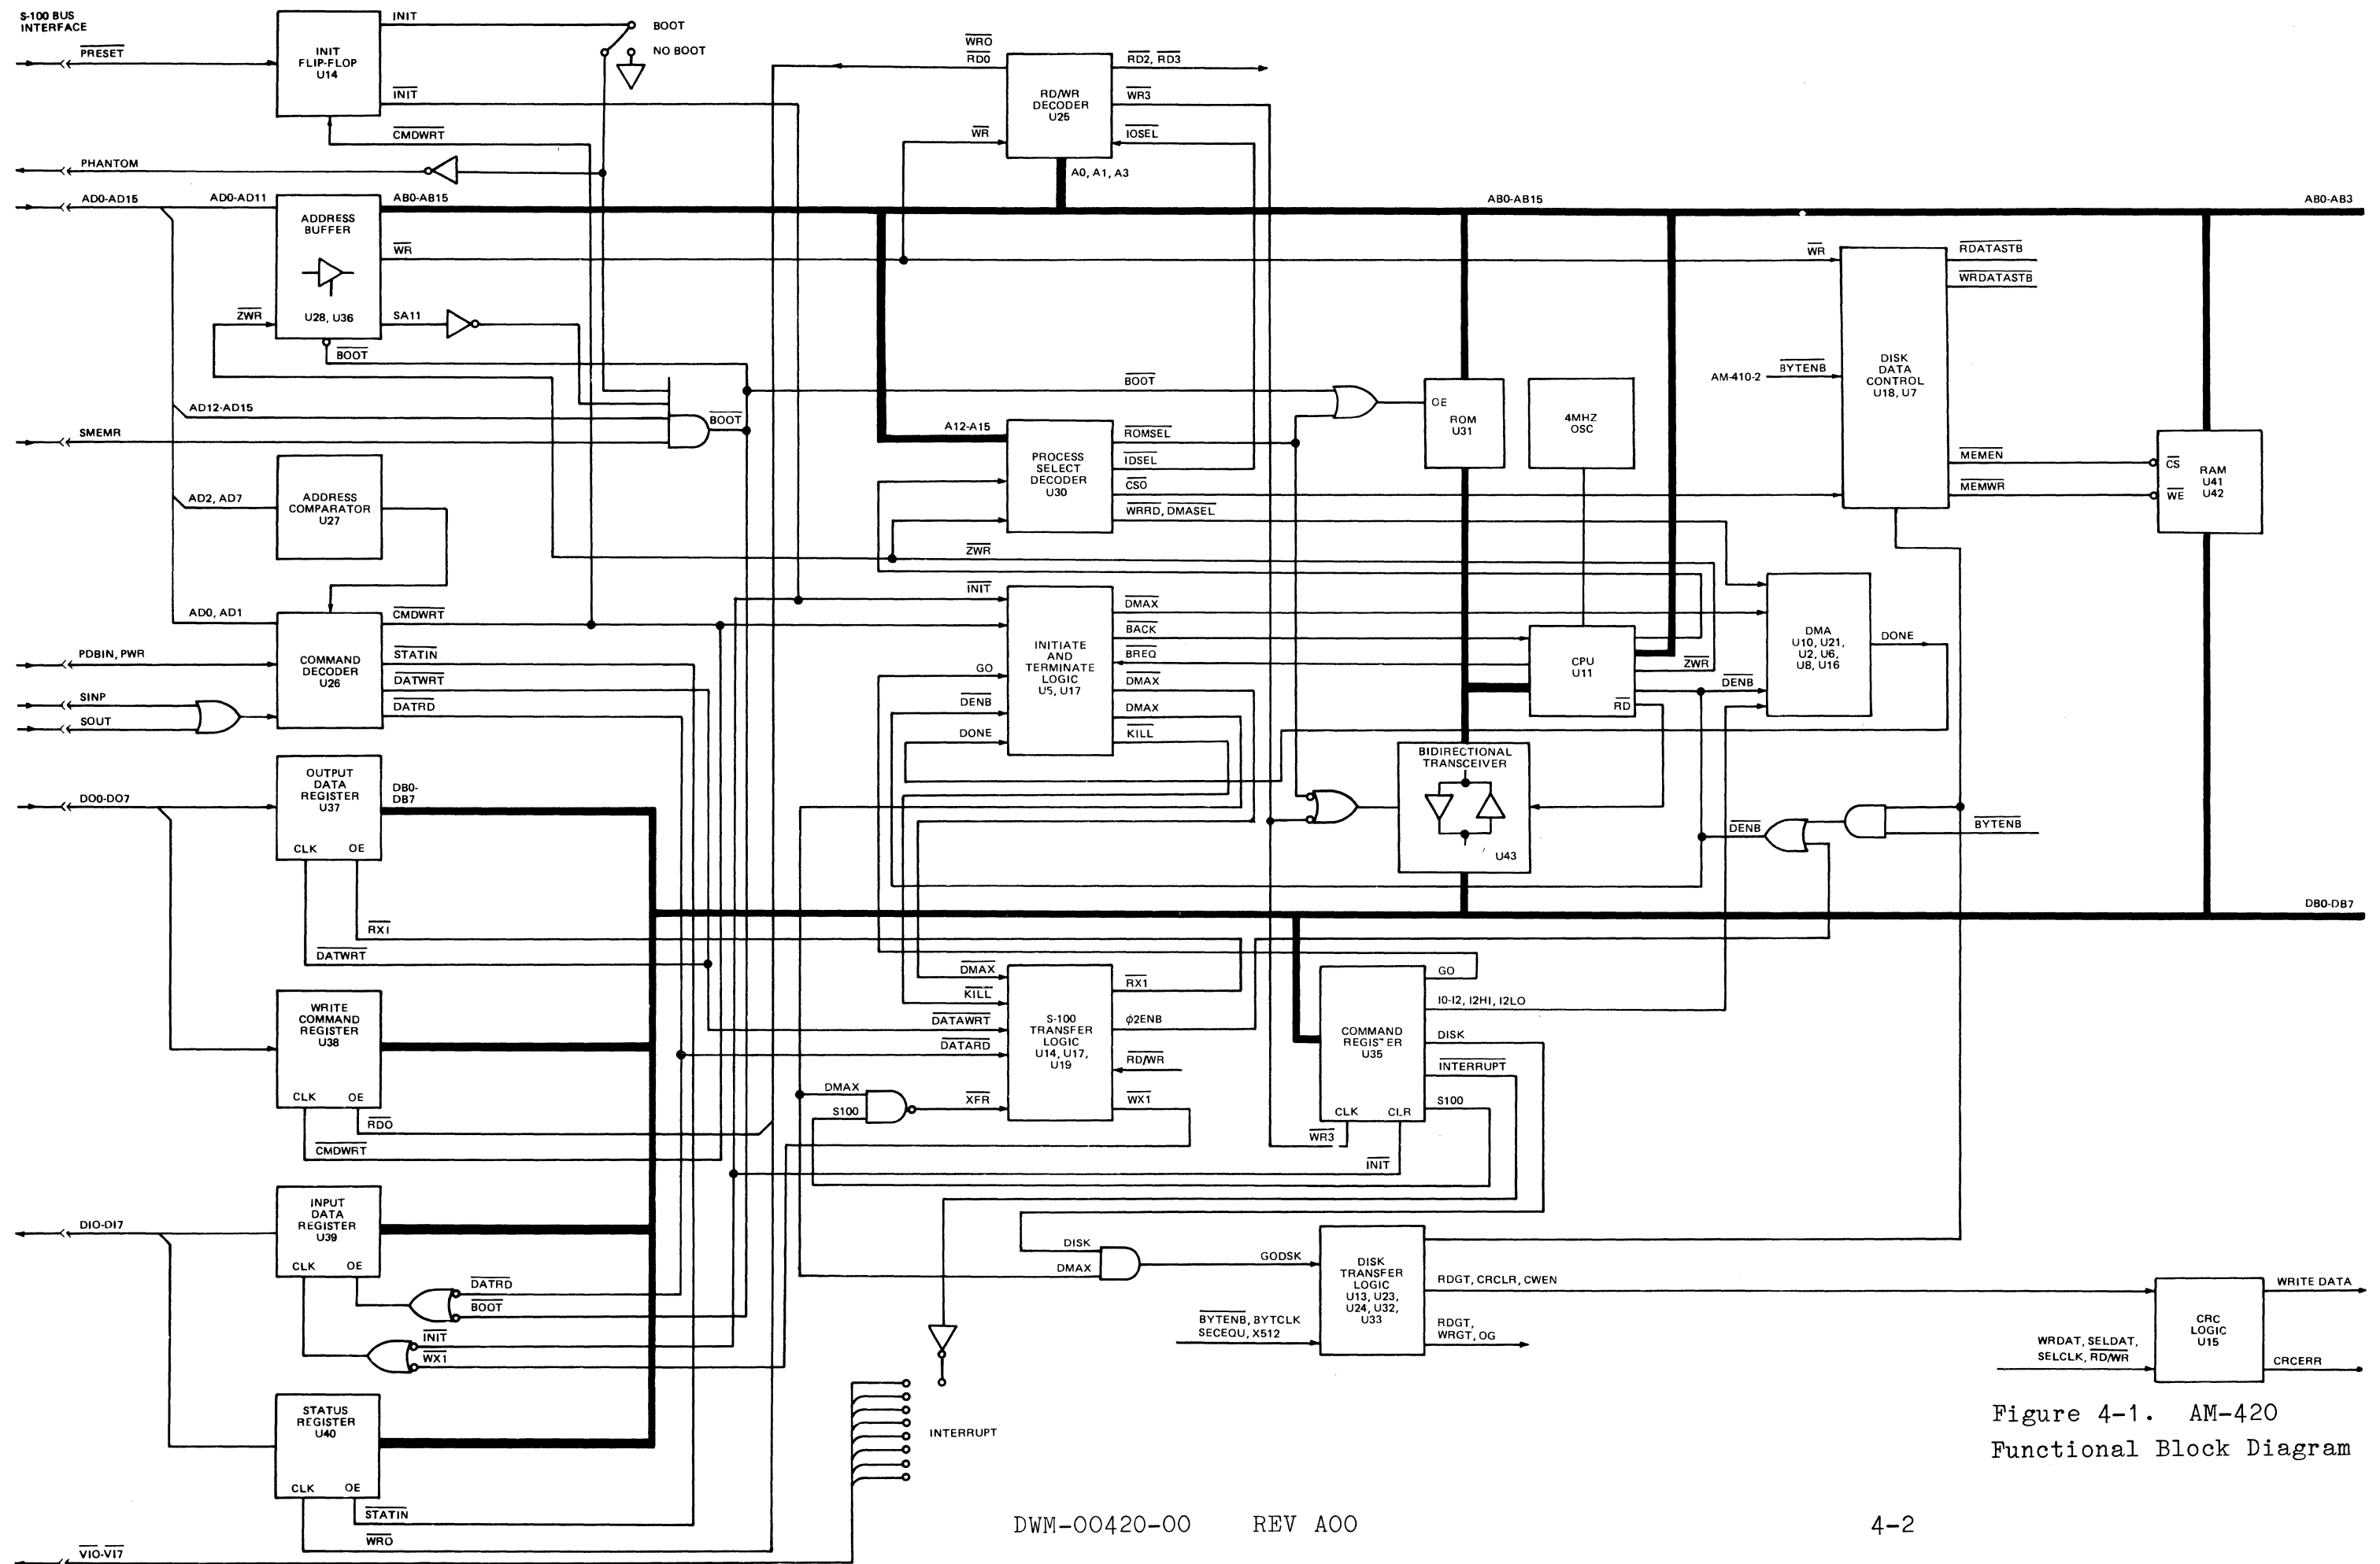 S-100 BUS
INTERFACE
PRESET
INIT
FLIP-FLOP
U14
INIT
INIT
CMDWRT
BOOT
NO BOOT
PHANTOM
WRO
RD0
RD/WR
DECODER
U25
RD2, RD3
WR3
IOSEL
WR
A0, A1, A3
AD0-AD15
AD0-AD11
ADDRESS
BUFFER
U28, U36
AB0-AB15
AB0-AB15
AB0-AB3
WR
ZWR
SA11
BOOT
WR
DISK
DATA
CONTROL
U18, U7
RDATASTB
WRDATASTB
AM-410-2
BYTENB
MEMEN
MEMWR
CS
WE
RAM
U41
U42
AD12-AD15
BOOT
BOOT
SMEMR
OE
ROM
U31
4MHZ
OSC
A12-A15
PROCESS
SELECT
DECODER
U30
ROMSEL
IDSEL
CSO
WRRD, DMASEL
AD2, AD7
ADDRESS
COMPARATOR
U27
ZWR
AD0, AD1
COMMAND
DECODER
U26
CMDWRT
STATIN
DATWRT
DATRD
PDBIN, PWR
SINP
SOUT
INIT
GO
DENB
DONE
INITIATE
AND
TERMINATE
LOGIC
U5, U17
DMAX
BACK
BREQ
DMAX
DMAX
KILL
CPU
U11
ZWR
RD
DENB
DMA
U10, U21,
U2, U6,
U8, U16
DONE
BIDIRECTIONAL
TRANSCEIVER
U43
DENB
BYTENB
OUTPUT
DATA
REGISTER
U37
CLK
OE
DB0-
DB7
DO0-DO7
DB0-DB7
RX1
DATWRT
WRITE
COMMAND
REGISTER
U38
CLK
OE
RDO
CMDWRT
DMAX
KILL
DATAWRT
DATARD
XFR
S-100
TRANSFER
LOGIC
U14, U17,
U19
RX1
φ2ENB
RD/WR
WX1
DMAX
S100
COMMAND
REGISTER
U35
CLK
CLR
GO
I0-I2, I2HI, I2LO
DISK
INTERRUPT
S100
WR3
INIT
DIO-DI7
INPUT
DATA
REGISTER
U39
CLK
OE
DATRD
BOOT
INIT
WX1
DISK
DMAX
GODSK
DISK
TRANSFER
LOGIC
U13, U23,
U24, U32,
U33
BYTENB, BYTCLK
SECEQU, X512
RDGT, CRCLR, CWEN
RDGT,
WRGT, OG
WRDAT, SELDAT,
SELCLK, RD/WR
CRC
LOGIC
U15
WRITE DATA
CRCERR
STATUS
REGISTER
U40
CLK
OE
STATIN
WRO
INTERRUPT
VIO-VI7
Figure 4-1. AM-420
Functional Block Diagram
DWM-00420-00 REV A00
4-2